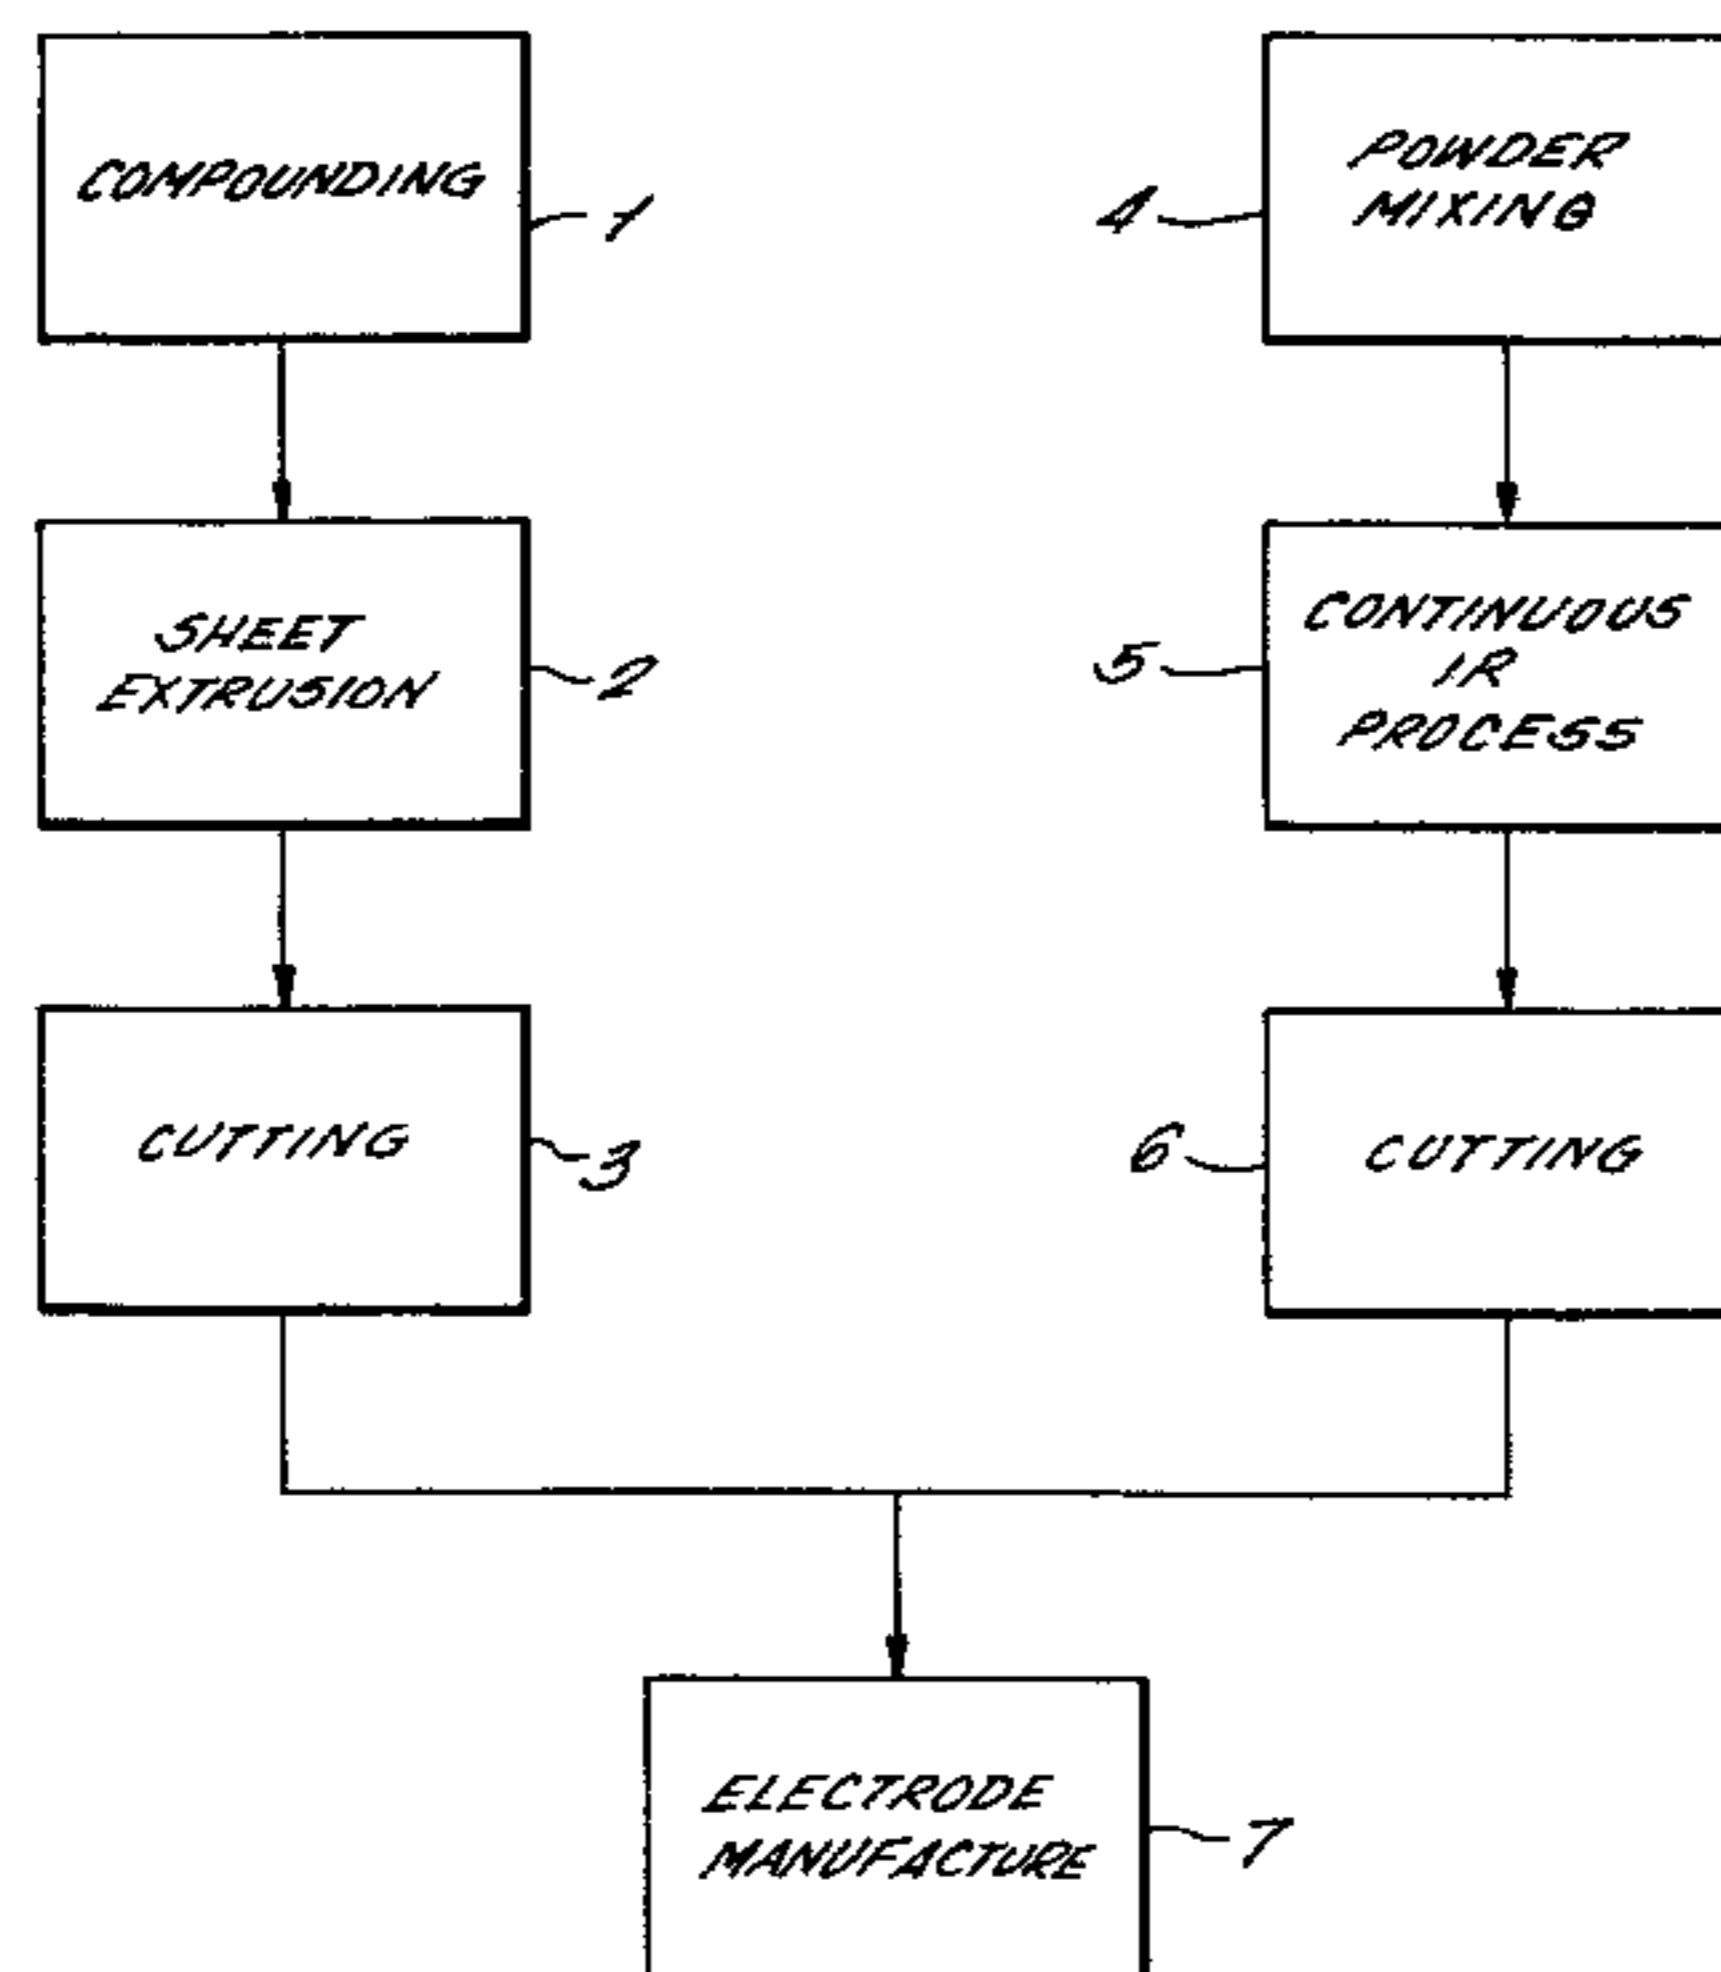 COMPOUNDING
1
SHEET
EXTRUSION
2
CUTTING
3
POWDER
MIXING
4
CONTINUOUS
IR
PROCESS
5
CUTTING
6
ELECTRODE
MANUFACTURE
7